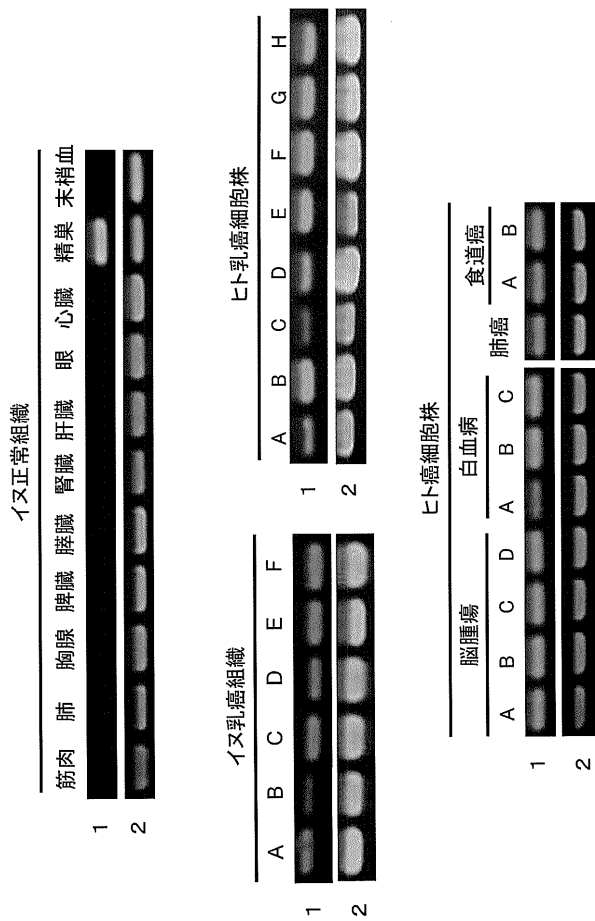 イヌ正常組織
筋肉 肺 胸腺 脾臓 膵臓 腎臓 肝臓 眼 心臓 精巣 末梢血
1
2
イヌ乳癌組織
A B C D E F
1
2
ヒト乳癌細胞株
A B C D E F G H
1
2
ヒト癌細胞株
脳腫瘍 白血病 肺癌 食道癌
A B C D A B C A B
1
2